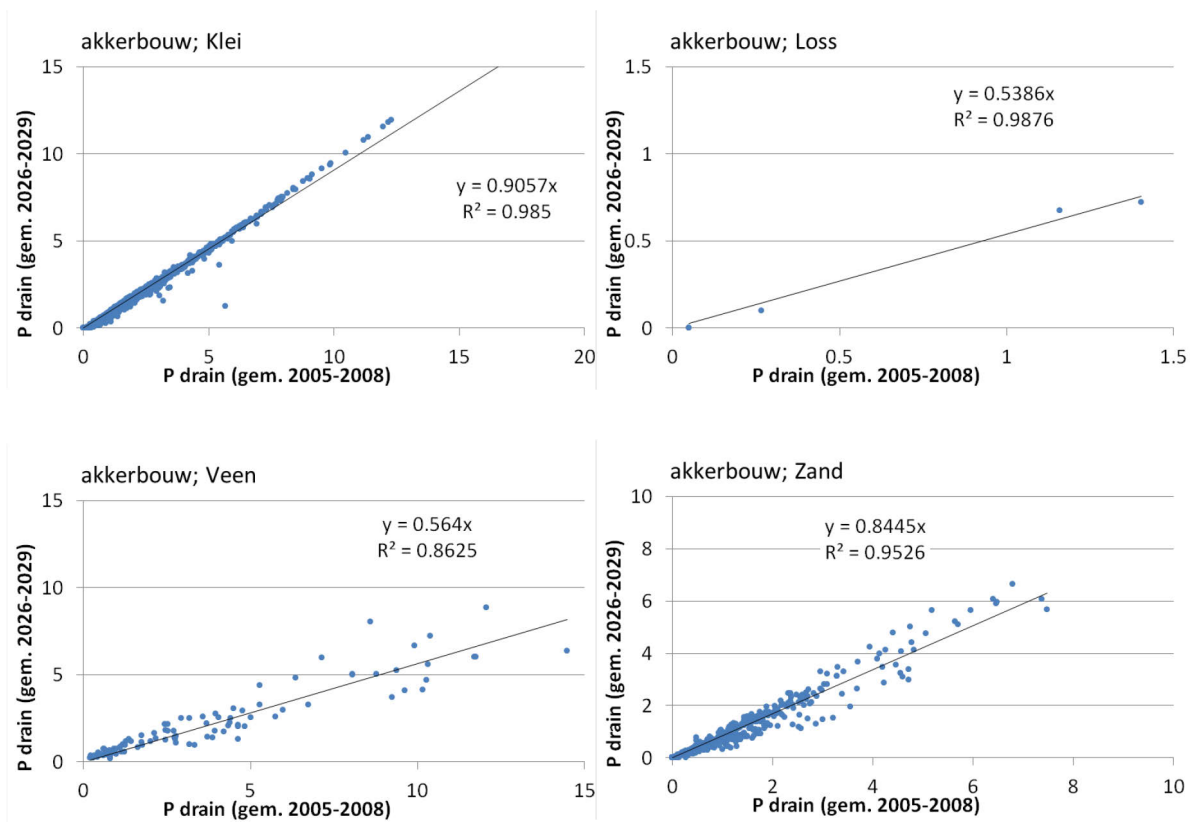 akkerbouw; Klei
15
10
5
0
0
5
10
15
20
P drain (gem. 2026-2029)
P drain (gem. 2005-2008)
y = 0.9057x
R² = 0.985
akkerbouw; Loss
1.5
1
0.5
0
0
0.5
1
1.5
P drain (gem. 2026-2029)
P drain (gem. 2005-2008)
y = 0.5386x
R² = 0.9876
akkerbouw; Veen
15
10
5
0
0
5
10
15
P drain (gem. 2026-2029)
P drain (gem. 2005-2008)
y = 0.564x
R² = 0.8625
akkerbouw; Zand
10
8
6
4
2
0
0
2
4
6
8
10
P drain (gem. 2026-2029)
P drain (gem. 2005-2008)
y = 0.8445x
R² = 0.9526